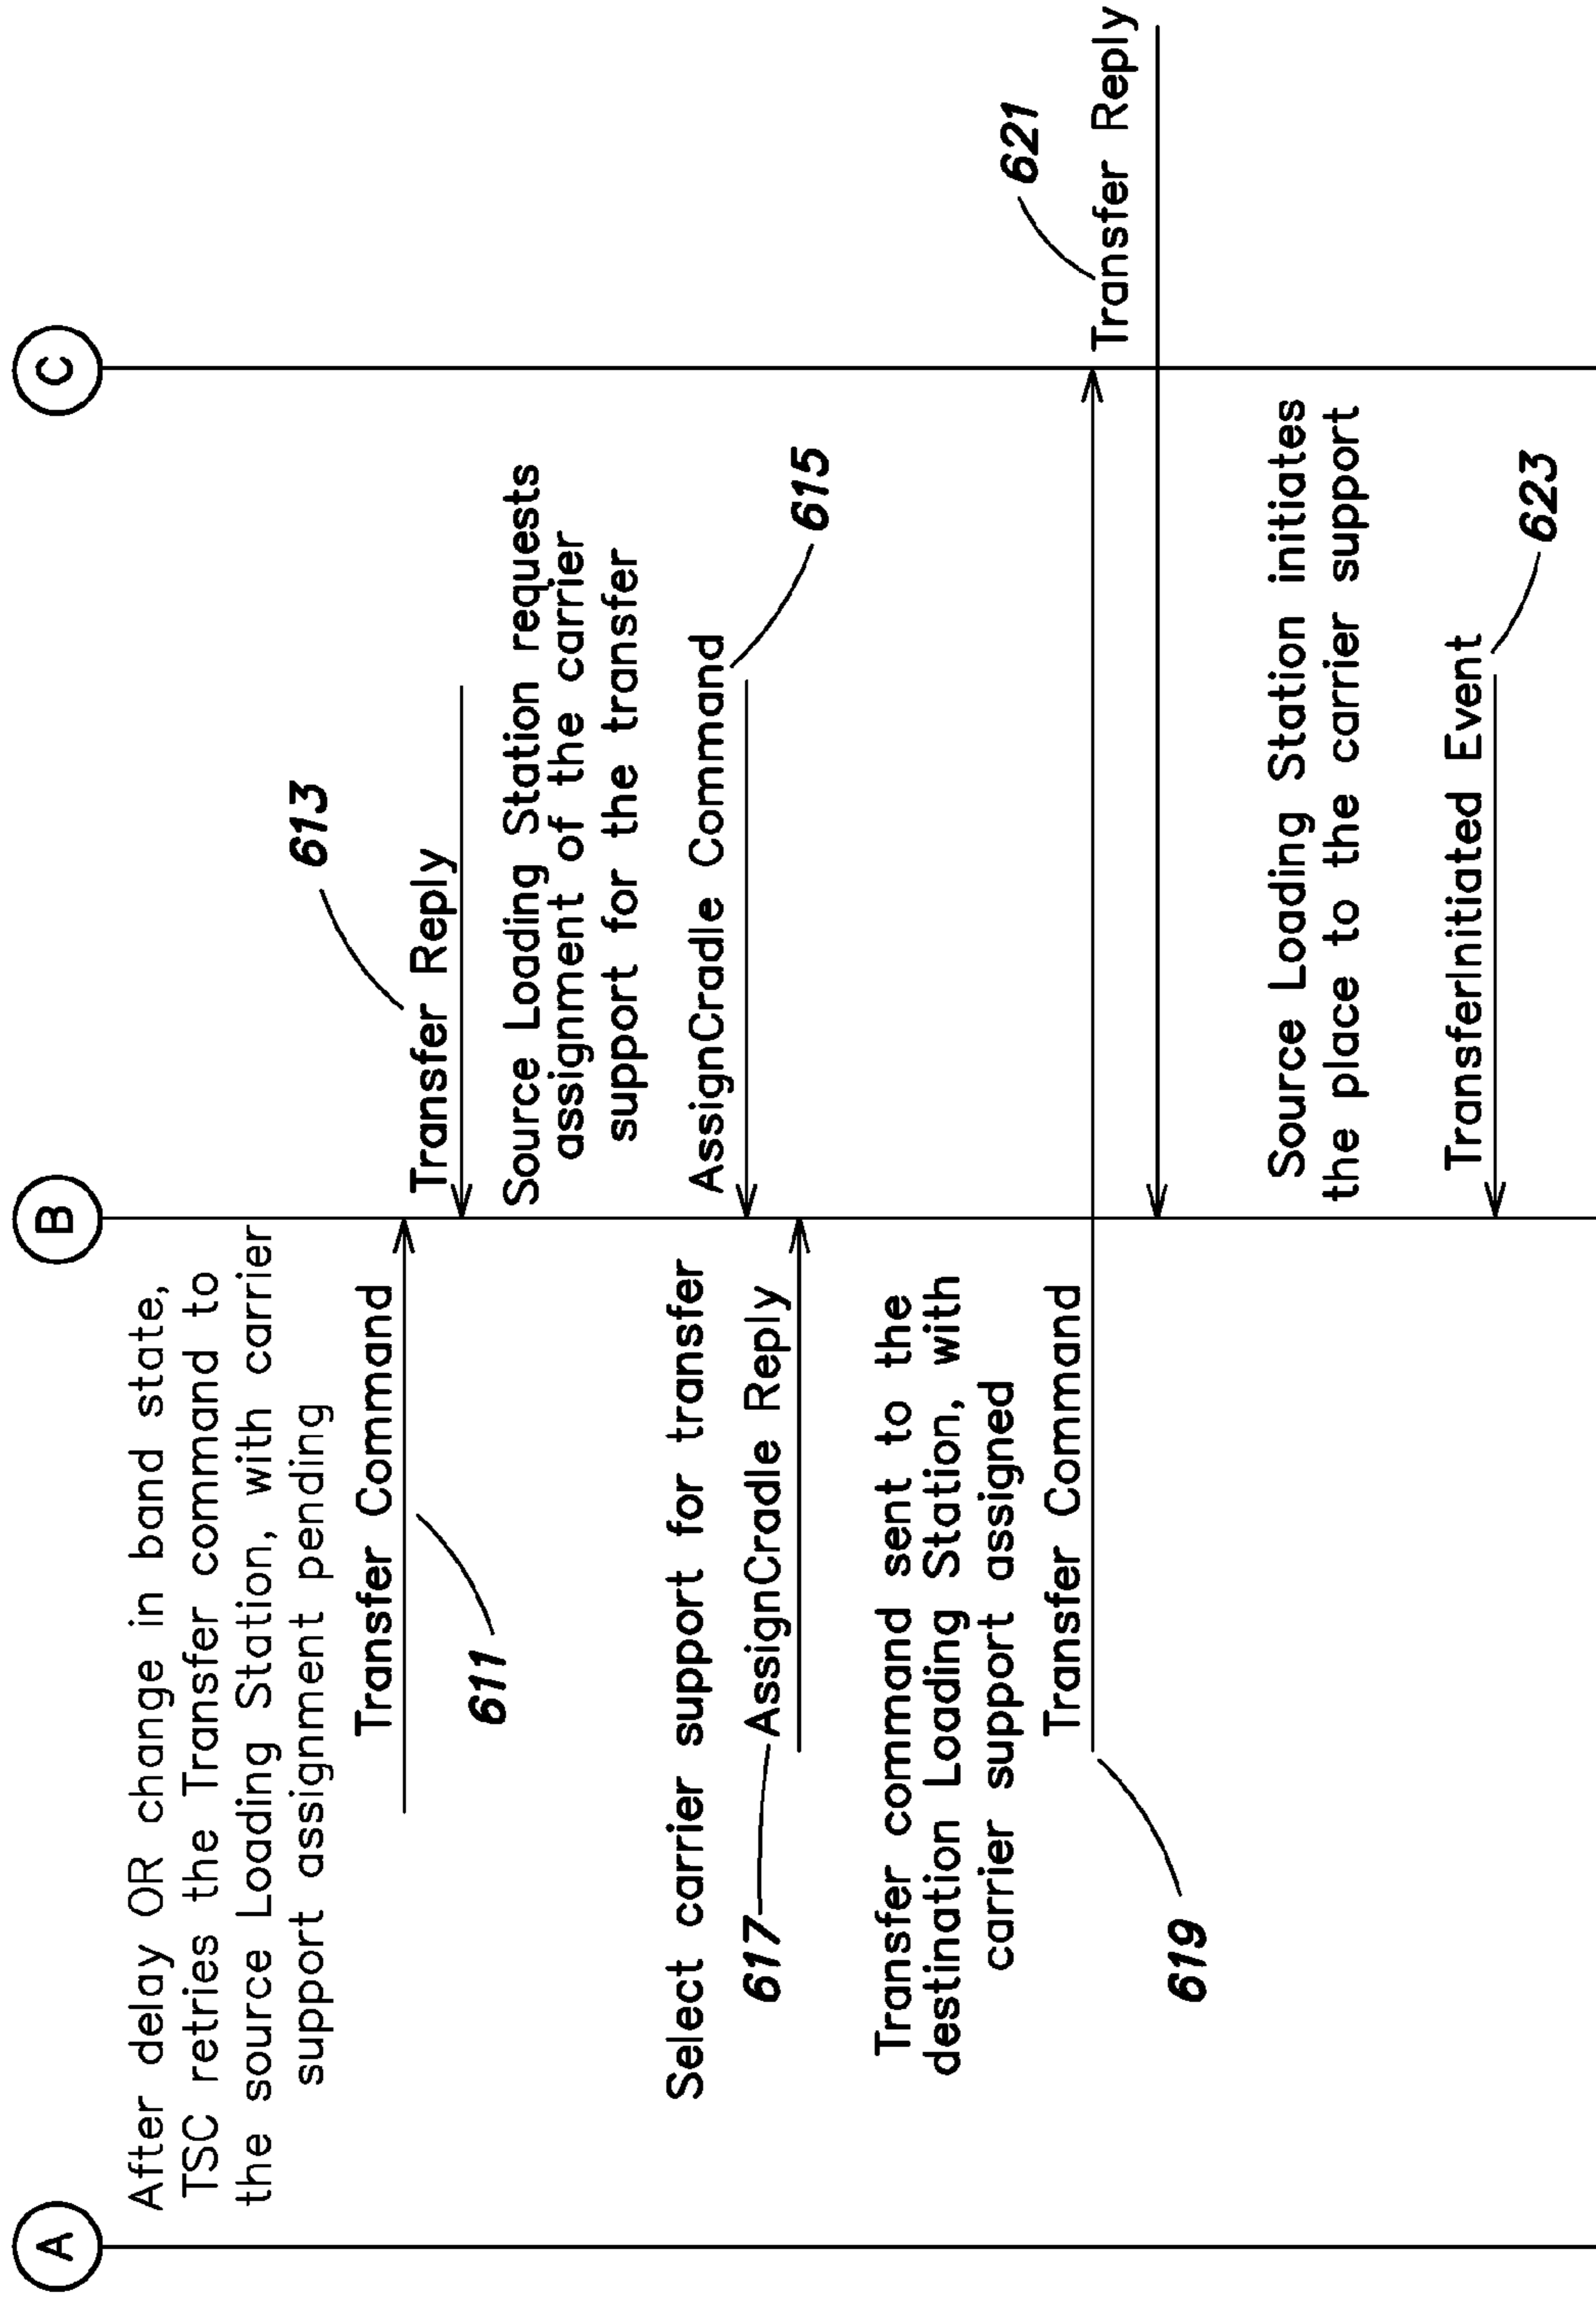 A
B
C
After delay OR change in band state,
TSC retries the Transfer command to
the source Loading Station, with carrier
support assignment pending
Transfer Command
611
613
Transfer Reply
Source Loading Station requests
assignment of the carrier
support for the transfer
AssignCradle Command
615
Select carrier support for transfer
617 AssignCradle Reply
Transfer command sent to the
destination Loading Station, with
carrier support assigned
Transfer Command
619
621
Transfer Reply
Source Loading Station initiates
the place to the carrier support
TransferInitiated Event
623